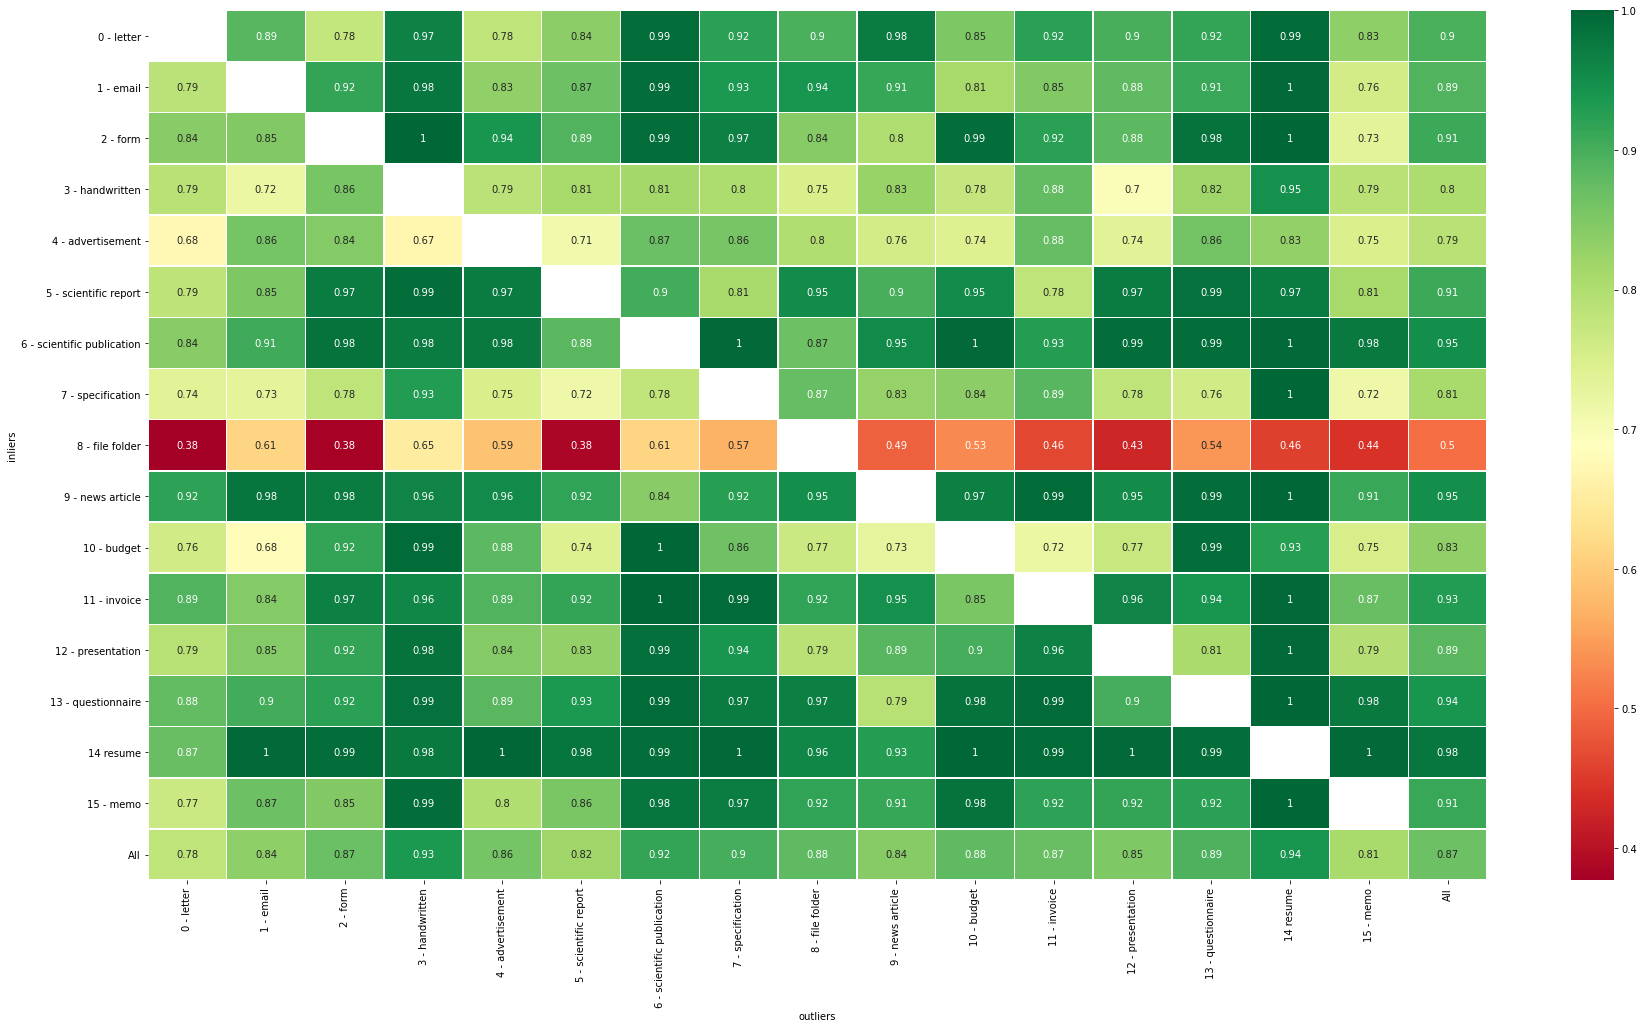 0 - letter 0.89 0.78 0.97 0.78 0.84 0.99 0.92 0.9 0.98 0.85 0.92 0.9 0.92 0.99 0.83 0.9
1 - email 0.79 0.92 0.98 0.83 0.87 0.99 0.93 0.94 0.91 0.81 0.85 0.88 0.91 1 0.76 0.89
2 - form 0.84 0.85 1 0.94 0.89 0.99 0.97 0.84 0.8 0.99 0.92 0.88 0.98 1 0.73 0.91
3 - handwritten 0.79 0.72 0.86 0.79 0.81 0.81 0.8 0.75 0.83 0.78 0.88 0.7 0.82 0.95 0.79 0.8
4 - advertisement 0.68 0.86 0.84 0.67 0.71 0.87 0.86 0.8 0.76 0.74 0.88 0.74 0.86 0.83 0.75 0.79
5 - scientific report 0.79 0.85 0.97 0.99 0.97 0.9 0.81 0.95 0.9 0.95 0.78 0.97 0.99 0.97 0.81 0.91
6 - scientific publication 0.84 0.91 0.98 0.98 0.98 0.88 1 0.87 0.95 1 0.93 0.99 0.99 1 0.98 0.95
7 - specification 0.74 0.73 0.78 0.93 0.75 0.72 0.78 0.87 0.83 0.84 0.89 0.78 0.76 1 0.72 0.81
8 - file folder 0.38 0.61 0.38 0.65 0.59 0.38 0.61 0.57 0.49 0.53 0.46 0.43 0.54 0.46 0.44 0.5
9 - news article 0.92 0.98 0.98 0.96 0.96 0.92 0.84 0.92 0.95 0.97 0.99 0.95 0.99 1 0.91 0.95
10 - budget 0.76 0.68 0.92 0.99 0.88 0.74 1 0.86 0.77 0.73 0.72 0.77 0.99 0.93 0.75 0.83
11 - invoice 0.89 0.84 0.97 0.96 0.89 0.92 1 0.99 0.92 0.95 0.85 0.96 0.94 1 0.87 0.93
12 - presentation 0.79 0.85 0.92 0.98 0.84 0.83 0.99 0.94 0.79 0.89 0.9 0.96 0.81 1 0.79 0.89
13 - questionnaire 0.88 0.9 0.92 0.99 0.89 0.93 0.99 0.97 0.97 0.79 0.98 0.99 0.9 1 0.98 0.94
14 resume 0.87 1 0.99 0.98 1 0.98 0.99 1 0.96 0.93 1 0.99 1 0.99 1 0.98
15 - memo 0.77 0.87 0.85 0.99 0.8 0.86 0.98 0.97 0.92 0.91 0.98 0.92 0.92 0.92 1 0.91
All 0.78 0.84 0.87 0.93 0.86 0.82 0.92 0.9 0.88 0.84 0.88 0.87 0.85 0.89 0.94 0.81 0.87
inliers
0 - letter
1 - email
2 - form
3 - handwritten
4 - advertisement
5 - scientific report
6 - scientific publication
7 - specification
8 - file folder
9 - news article
10 - budget
11 - invoice
12 - presentation
13 - questionnaire
14 resume
15 - memo
All
outliers
1.0
0.9
0.8
0.7
0.6
0.5
0.4